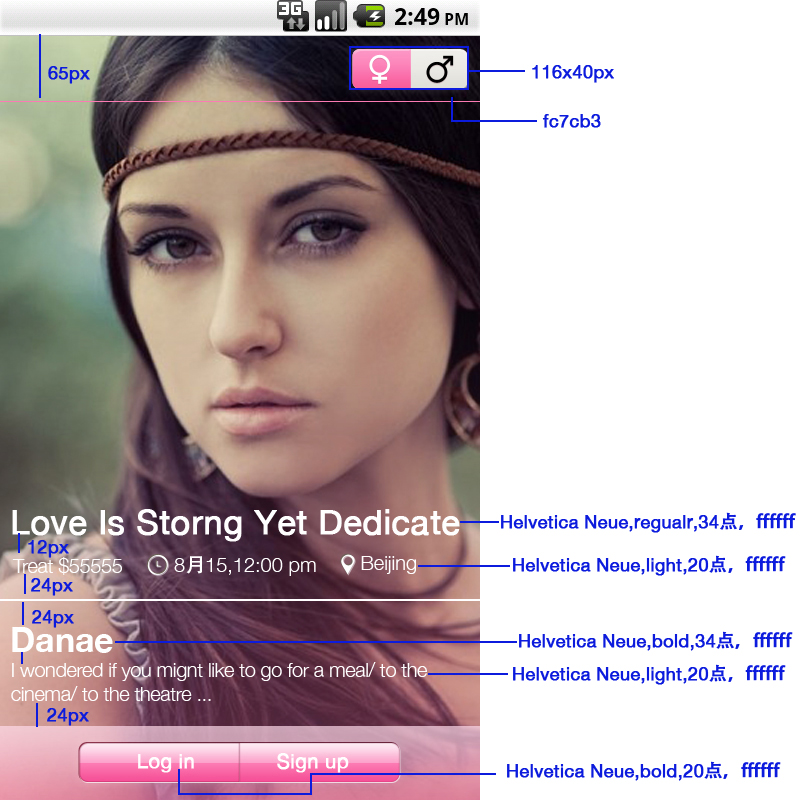 3G 2:49 PM
65px
116x40px
fc7cb3
Love Is Storng Yet Dedicate
Helvetica Neue,regualr,34点，ffffff
12px
Treat $55555 8月15,12:00 pm Beijing
Helvetica Neue,light,20点，ffffff
24px
24px
Danae
Helvetica Neue,bold,34点，ffffff
I wondered if you mignt like to go for a meal/ to the
Helvetica Neue,light,20点，ffffff
cinema/ to the theatre ...
24px
Log in Sign up
Helvetica Neue,bold,20点，ffffff